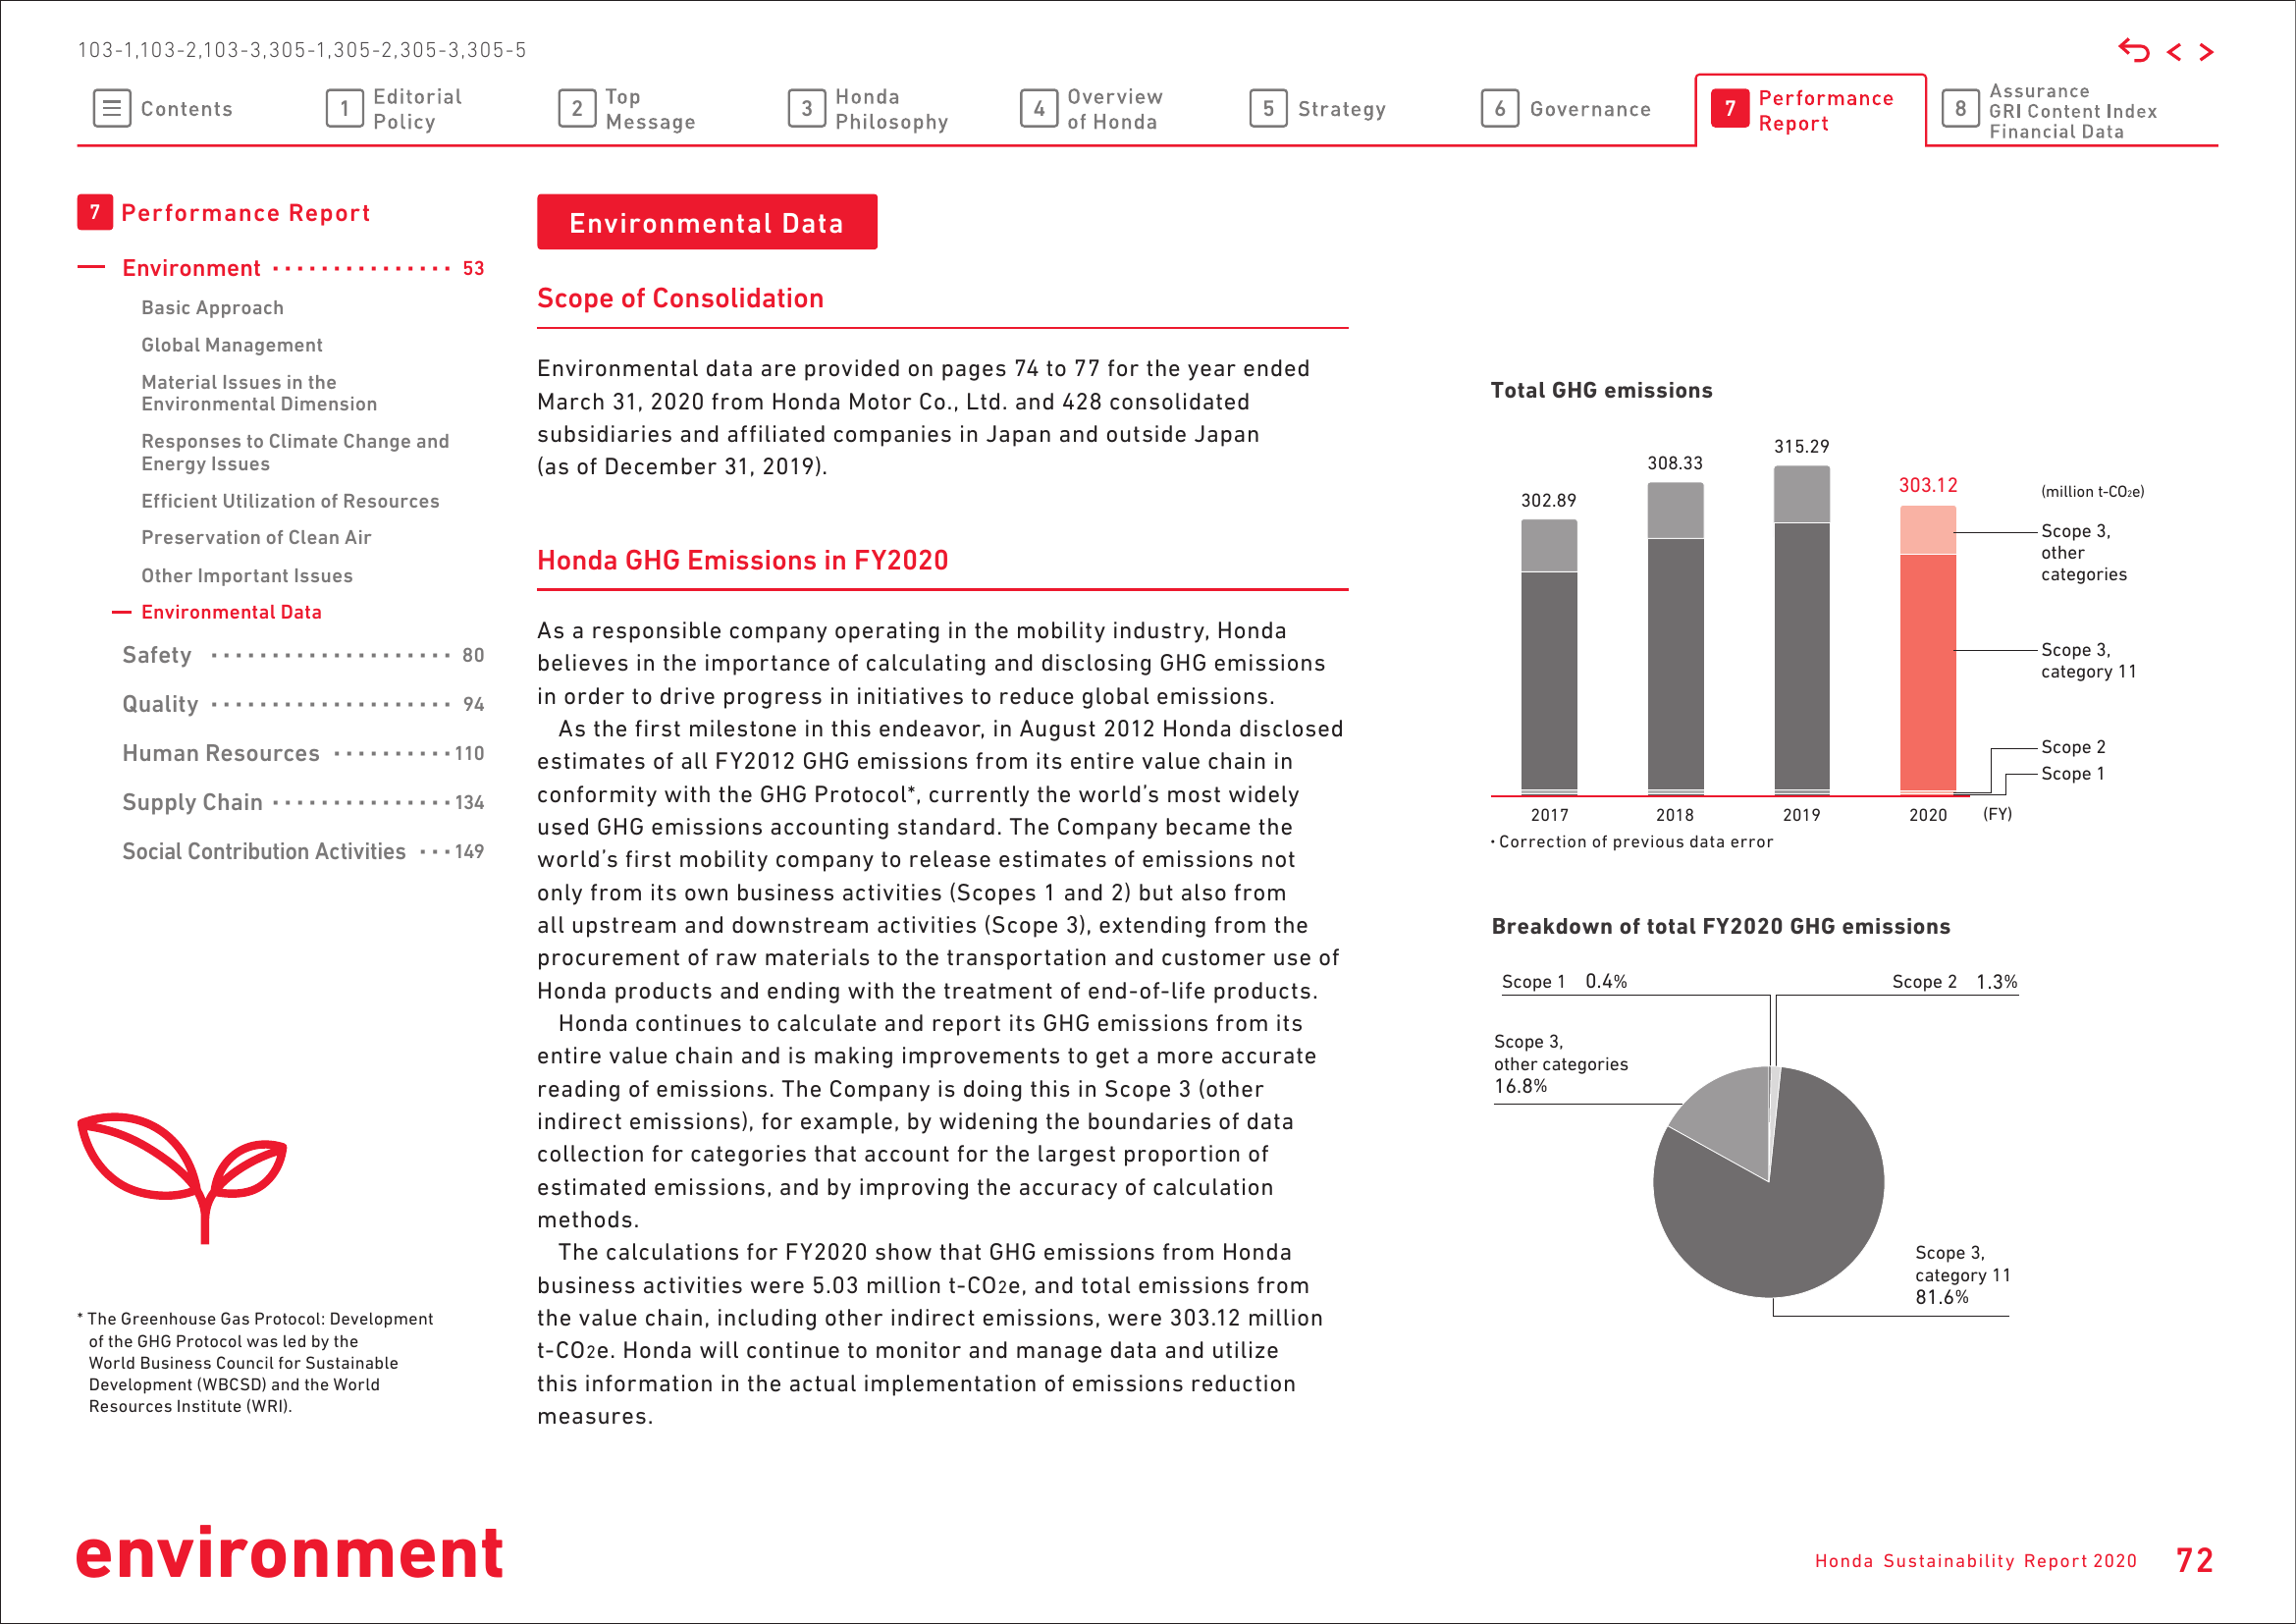 103-1,103-2,103-3,305-1,305-2,305-3,305-5
Contents
1 Editorial
Policy
2 Top
Message
3 Honda
Philosophy
4 Overview
of Honda
5 Strategy
6 Governance
7 Performance
Report
8 Assurance
GRI Content Index
Financial Data
7 Performance Report
Environment ··············· 53
Basic Approach
Global Management
Material Issues in the
Environmental Dimension
Responses to Climate Change and
Energy Issues
Efficient Utilization of Resources
Preservation of Clean Air
Other Important Issues
Environmental Data
Safety ···················· 80
Quality ···················· 94
Human Resources ·········· 110
Supply Chain ··············· 134
Social Contribution Activities ··· 149
* The Greenhouse Gas Protocol: Development
of the GHG Protocol was led by the
World Business Council for Sustainable
Development (WBCSD) and the World
Resources Institute (WRI).
Environmental Data
Scope of Consolidation
Environmental data are provided on pages 74 to 77 for the year ended
March 31, 2020 from Honda Motor Co., Ltd. and 428 consolidated
subsidiaries and affiliated companies in Japan and outside Japan
(as of December 31, 2019).
Honda GHG Emissions in FY2020
As a responsible company operating in the mobility industry, Honda
believes in the importance of calculating and disclosing GHG emissions
in order to drive progress in initiatives to reduce global emissions.
As the first milestone in this endeavor, in August 2012 Honda disclosed
estimates of all FY2012 GHG emissions from its entire value chain in
conformity with the GHG Protocol*, currently the world's most widely
used GHG emissions accounting standard. The Company became the
world's first mobility company to release estimates of emissions not
only from its own business activities (Scopes 1 and 2) but also from
all upstream and downstream activities (Scope 3), extending from the
procurement of raw materials to the transportation and customer use of
Honda products and ending with the treatment of end-of-life products.
Honda continues to calculate and report its GHG emissions from its
entire value chain and is making improvements to get a more accurate
reading of emissions. The Company is doing this in Scope 3 (other
indirect emissions), for example, by widening the boundaries of data
collection for categories that account for the largest proportion of
estimated emissions, and by improving the accuracy of calculation
methods.
The calculations for FY2020 show that GHG emissions from Honda
business activities were 5.03 million t-CO2e, and total emissions from
the value chain, including other indirect emissions, were 303.12 million
t-CO2e. Honda will continue to monitor and manage data and utilize
this information in the actual implementation of emissions reduction
measures.
Total GHG emissions
302.89
308.33
315.29
303.12
(million t-CO2e)
Scope 3,
other
categories
Scope 3,
category 11
Scope 2
Scope 1
2017 2018 2019 2020 (FY)
· Correction of previous data error
Breakdown of total FY2020 GHG emissions
Scope 1 0.4%
Scope 2 1.3%
Scope 3,
other categories
16.8%
Scope 3,
category 11
81.6%
environment
Honda Sustainability Report 2020 72